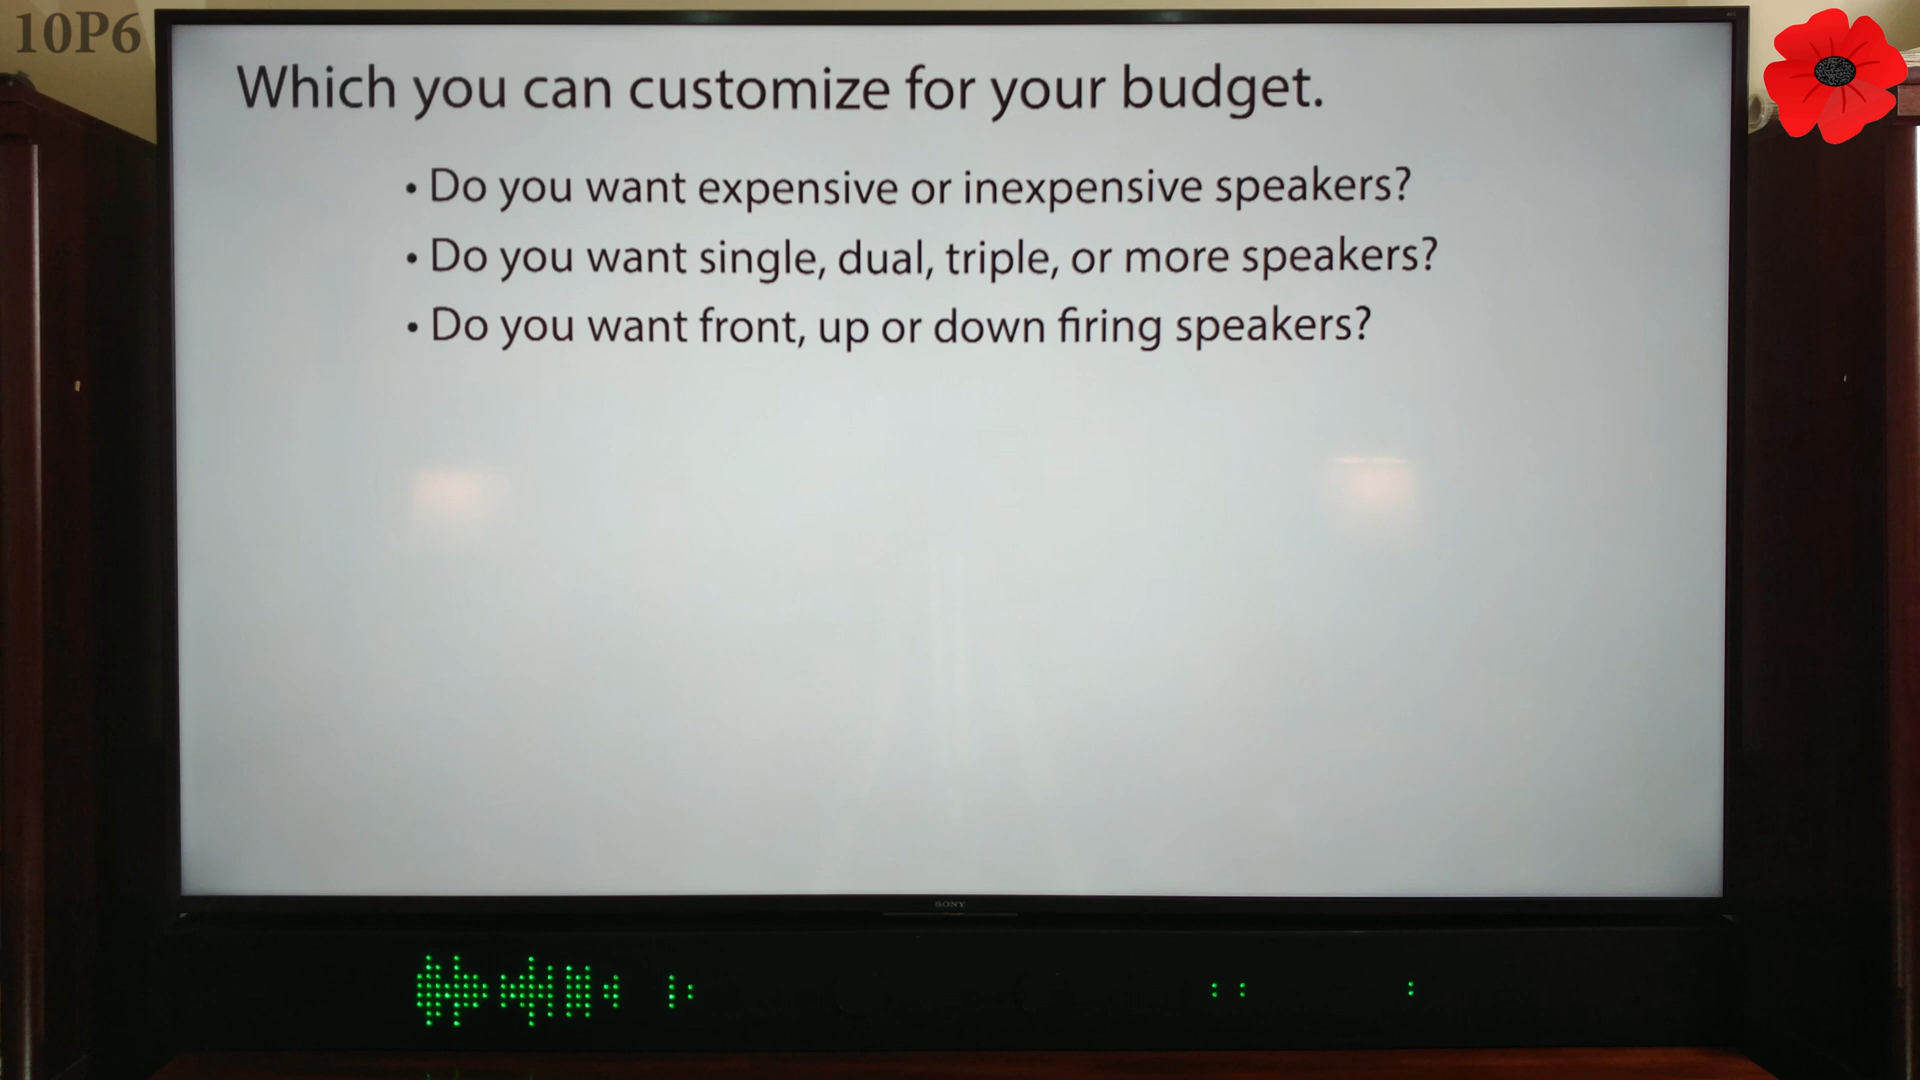 10P6
Which you can customize for your budget.
• Do you want expensive or inexpensive speakers?
• Do you want single, dual, triple, or more speakers?
• Do you want front, up or down firing speakers?
SONY